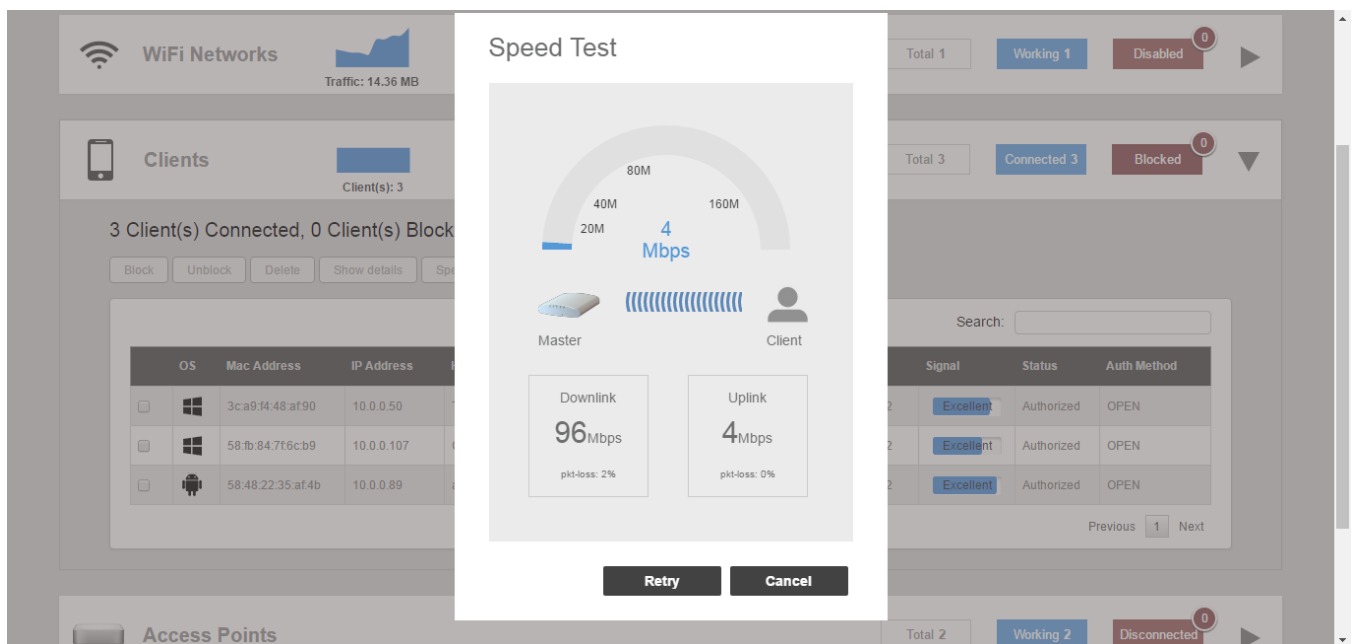 WiFi Networks
Traffic: 14.36 MB
Total 1
Working 1
Disabled
0
Clients
Client(s): 3
Total 3
Connected 3
Blocked
0
3 Client(s) Connected, 0 Client(s) Block
Block Unblock Delete Show details Spe
Search:
OS Mac Address IP Address Signal Status Auth Method
3c:a9:f4:48:af:90 10.0.0.50 2 Excellent Authorized OPEN
58:fb:84:7f:6c:b9 10.0.0.107 2 Excellent Authorized OPEN
58:48:22:35:af:4b 10.0.0.89 2 Excellent Authorized OPEN
Previous 1 Next
Speed Test
80M
40M 160M
20M
4
Mbps
Master Client
Downlink
96Mbps
pkt-loss: 2%
Uplink
4Mbps
pkt-loss: 0%
Retry Cancel
Access Points
Total 2
Working 2
Disconnected
0